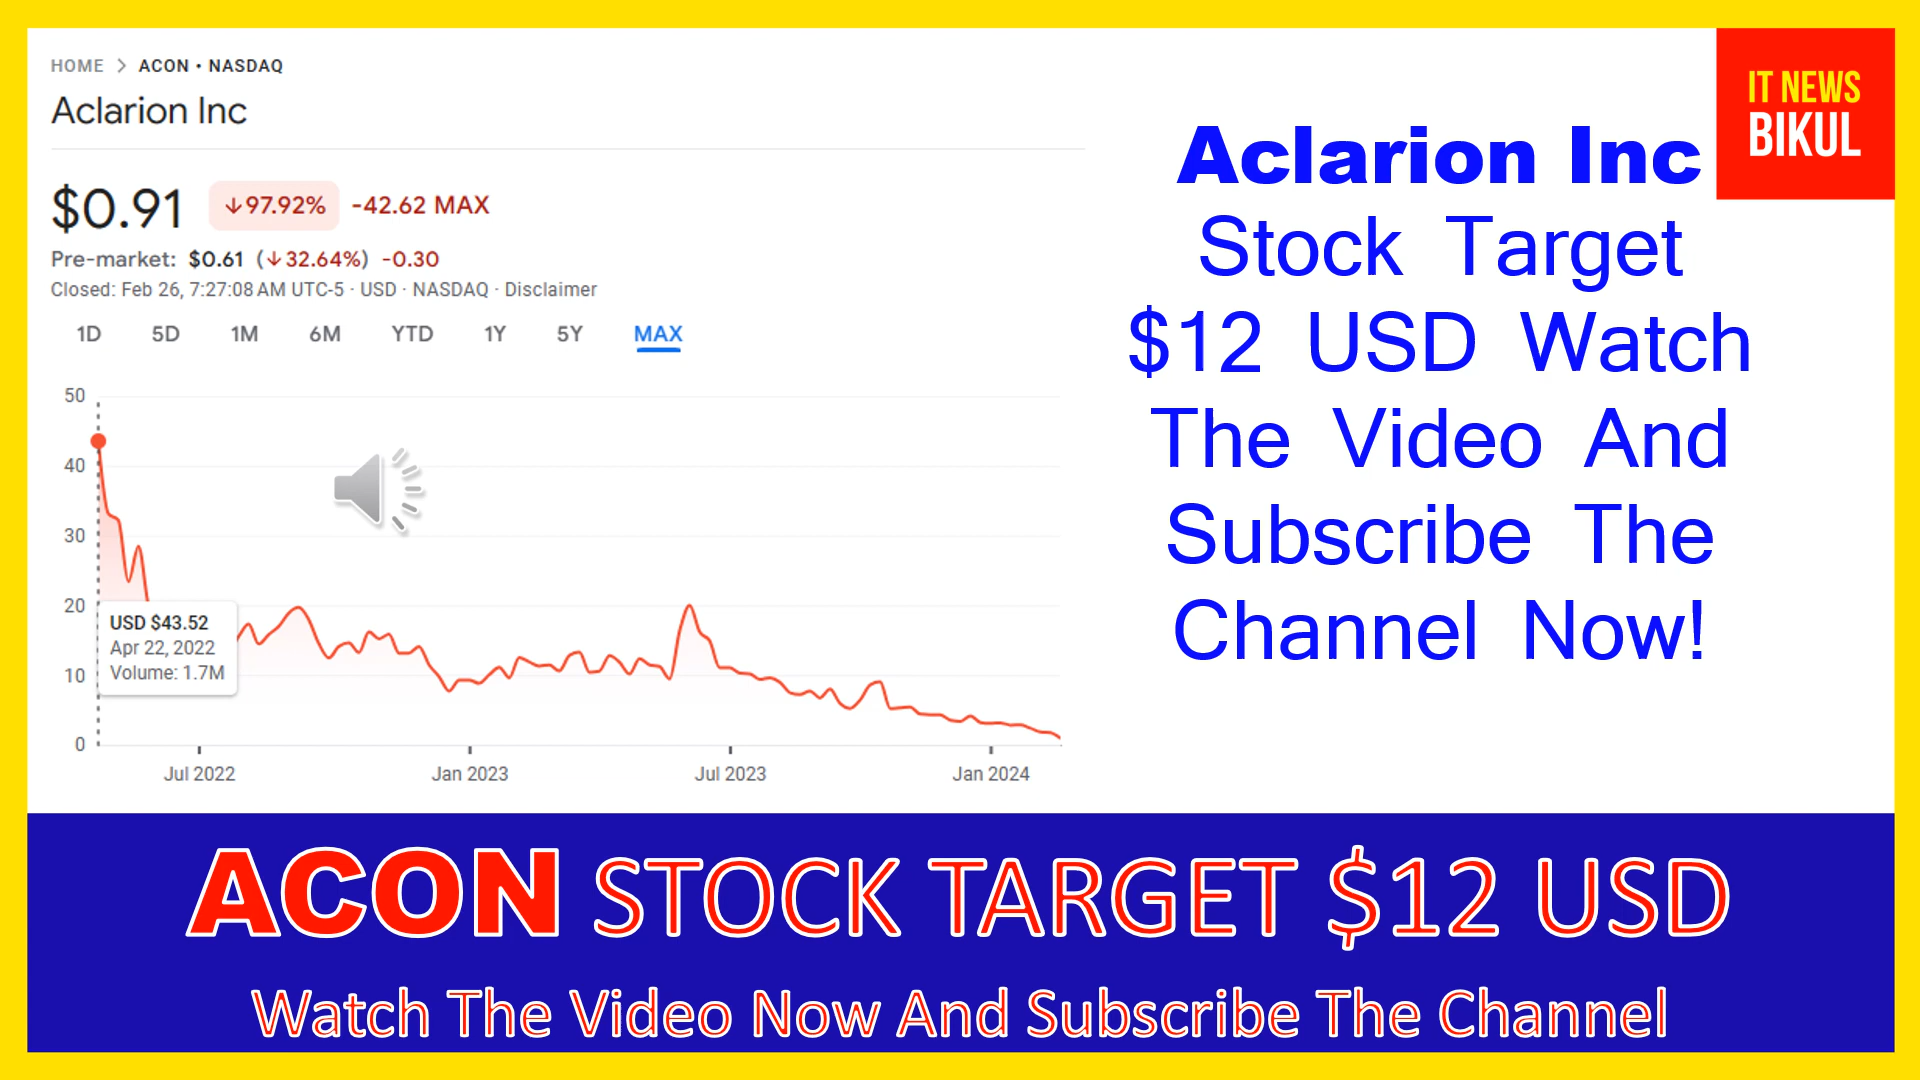 HOME > ACON • NASDAQ
Aclarion Inc
$0.91 ↓97.92% -42.62 MAX
Pre-market: $0.61 (↓32.64%) -0.30
Closed: Feb 26, 7:27:08 AM UTC-5 · USD · NASDAQ · Disclaimer
1D 5D 1M 6M YTD 1Y 5Y MAX
50
40
30
20
10
0
USD $43.52
Apr 22, 2022
Volume: 1.7M
Jul 2022 Jan 2023 Jul 2023 Jan 2024
IT NEWS
BIKUL
Aclarion Inc
Stock Target
$12 USD Watch
The Video And
Subscribe The
Channel Now!
ACON STOCK TARGET $12 USD
Watch The Video Now And Subscribe The Channel